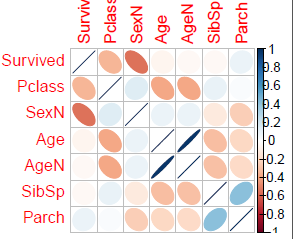 Surviv
Pclass
SexN
Age
AgeN
SibSp
Parch
Survived
Pclass
SexN
Age
AgeN
SibSp
Parch
1
0.8
0.6
0.4
0.2
0
-0.2
-0.4
-0.6
-0.8
-1